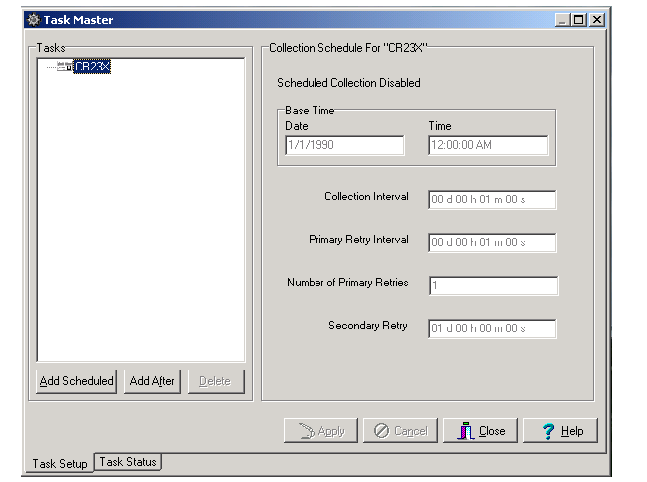 Task Master
Tasks
CR23X
Add Scheduled
Add After
Delete
Collection Schedule For "CR23X"
Scheduled Collection Disabled
Base Time
Date
Time
1/1/1990
12:00:00 AM
Collection Interval
00 d 00 h 01 m 00 s
Primary Retry Interval
00 d 00 h 01 m 00 s
Number of Primary Retries
1
Secondary Retry
01 d 00 h 00 m 00 s
Apply
Cancel
Close
Help
Task Setup
Task Status